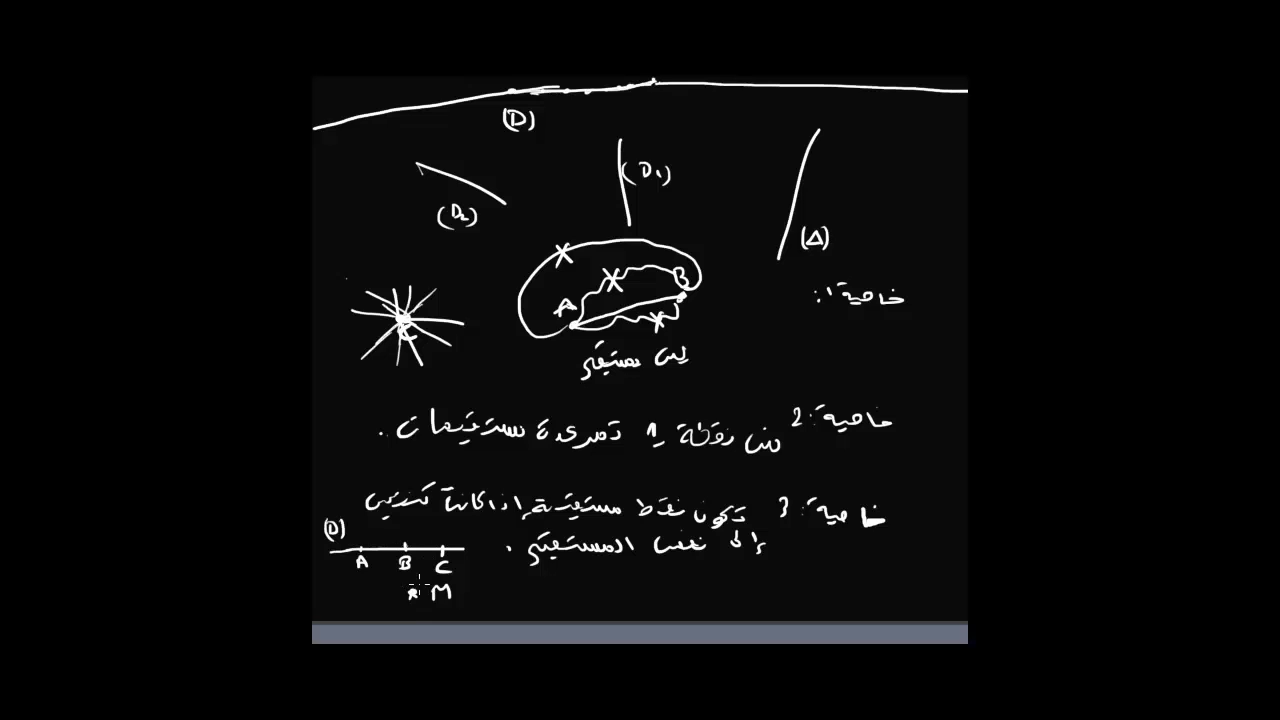 (D)
(D₁)
(D₂)
(Δ)
A B
خاصية 1:
ليس مستقيم
خاصية 2: من نقطة تمر عدة مستقيمات.
خاصية 3: تكون نقط مستقيمية إذا كانت تنتمي
إلى نفس المستقيم.
(D)
A B C
x M